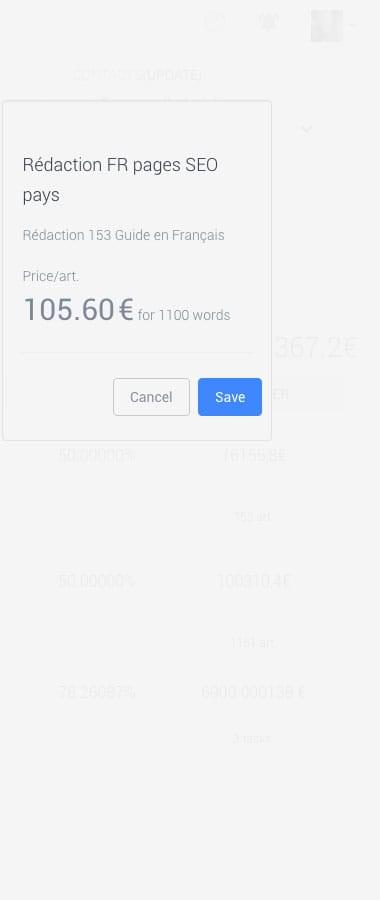 CONTACTS(UPDATE)
Rédaction FR pages SEO
pays
Rédaction 153 Guide en Français
Price/art.
105.60€ for 1100 words
367.2€
Cancel
Save
ER
50.00000%
16156.8€
153 art.
50.00000%
100310.4€
1161 art.
78.26087%
6900.000138 €
3 tasks